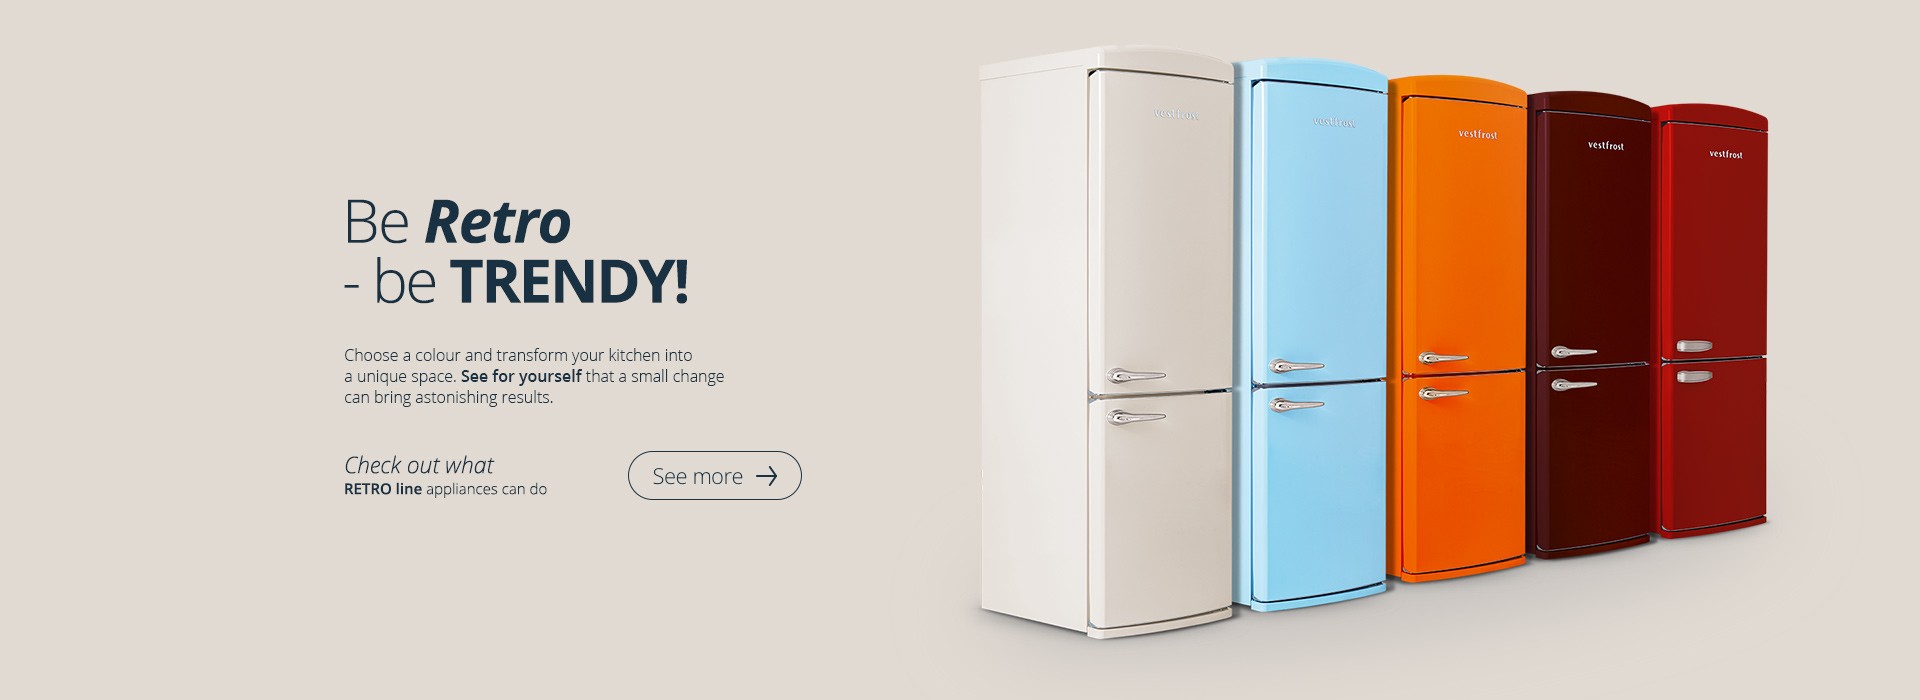 Be Retro
- be TRENDY!
Choose a colour and transform your kitchen into
a unique space. See for yourself that a small change
can bring astonishing results.
Check out what
RETRO line appliances can do
See more
vestfrost
vestfrost
vestfrost
vestfrost
vestfrost